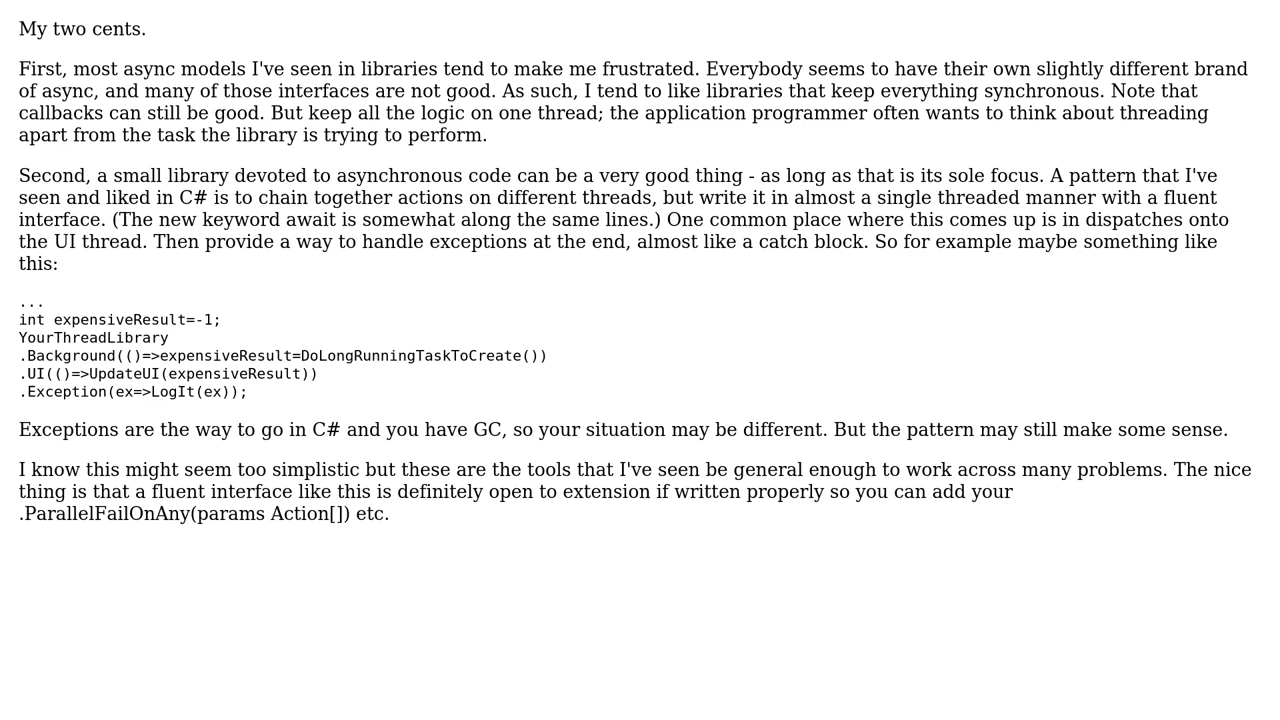 My two cents.
First, most async models I've seen in libraries tend to make me frustrated. Everybody seems to have their own slightly different brand
of async, and many of those interfaces are not good. As such, I tend to like libraries that keep everything synchronous. Note that
callbacks can still be good. But keep all the logic on one thread; the application programmer often wants to think about threading
apart from the task the library is trying to perform.
Second, a small library devoted to asynchronous code can be a very good thing - as long as that is its sole focus. A pattern that I've
seen and liked in C# is to chain together actions on different threads, but write it in almost a single threaded manner with a fluent
interface. (The new keyword await is somewhat along the same lines.) One common place where this comes up is in dispatches onto
the UI thread. Then provide a way to handle exceptions at the end, almost like a catch block. So for example maybe something like
this:
...
int expensiveResult=-1;
YourThreadLibrary
.Background(()=>expensiveResult=DoLongRunningTaskToCreate())
.UI(()=>UpdateUI(expensiveResult))
.Exception(ex=>LogIt(ex));
Exceptions are the way to go in C# and you have GC, so your situation may be different. But the pattern may still make some sense.
I know this might seem too simplistic but these are the tools that I've seen be general enough to work across many problems. The nice
thing is that a fluent interface like this is definitely open to extension if written properly so you can add your
.ParallelFailOnAny(params Action[]) etc.